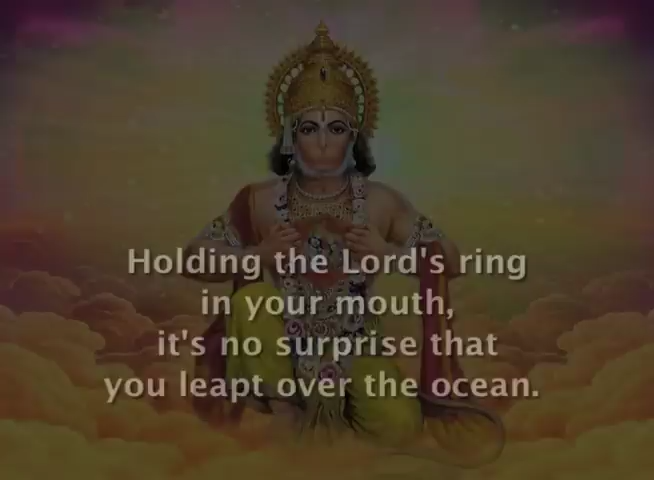 Holding the Lord's ring
in your mouth,
it's no surprise that
you leapt over the ocean.